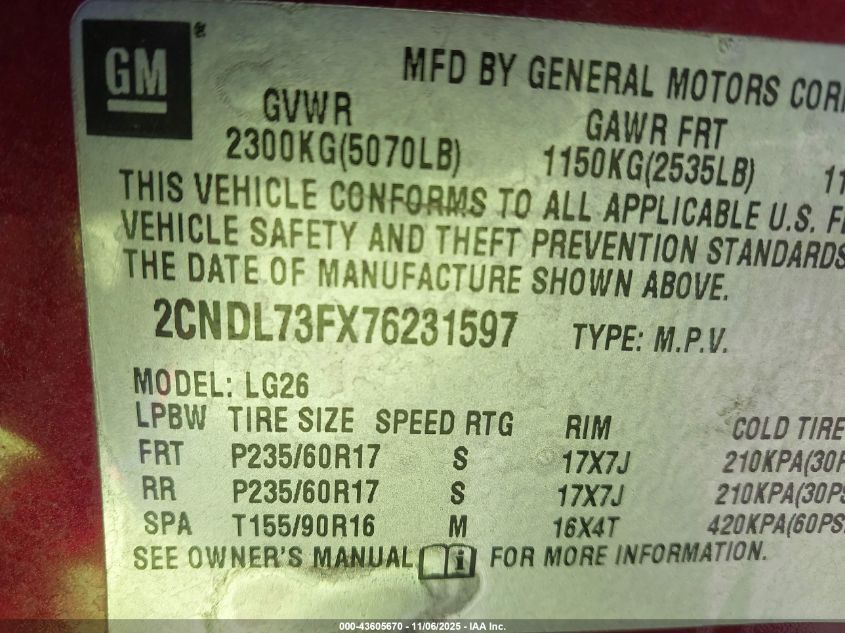 GM ®
MFD BY GENERAL MOTORS
GVWR
2300KG(5070LB)
GAWR FRT
1150KG(2535LB)
THIS VEHICLE CONFORMS TO ALL APPLICABLE U.S.
VEHICLE SAFETY AND THEFT PREVENTION STANDARDS
THE DATE OF MANUFACTURE SHOWN ABOVE.
2CNDL73FX76231597 TYPE: M.P.V.
MODEL: LG26
LPBW TIRE SIZE SPEED RTG RIM COLD TIRE
FRT P235/60R17 S 17X7J 210KPA(30P
RR P235/60R17 S 17X7J 210KPA(30PS
SPA T155/90R16 M 16X4T 420KPA(60PS
SEE OWNER'S MANUAL i FOR MORE INFORMATION.
000-43605670 - 11/06/2025 - IAA Inc.